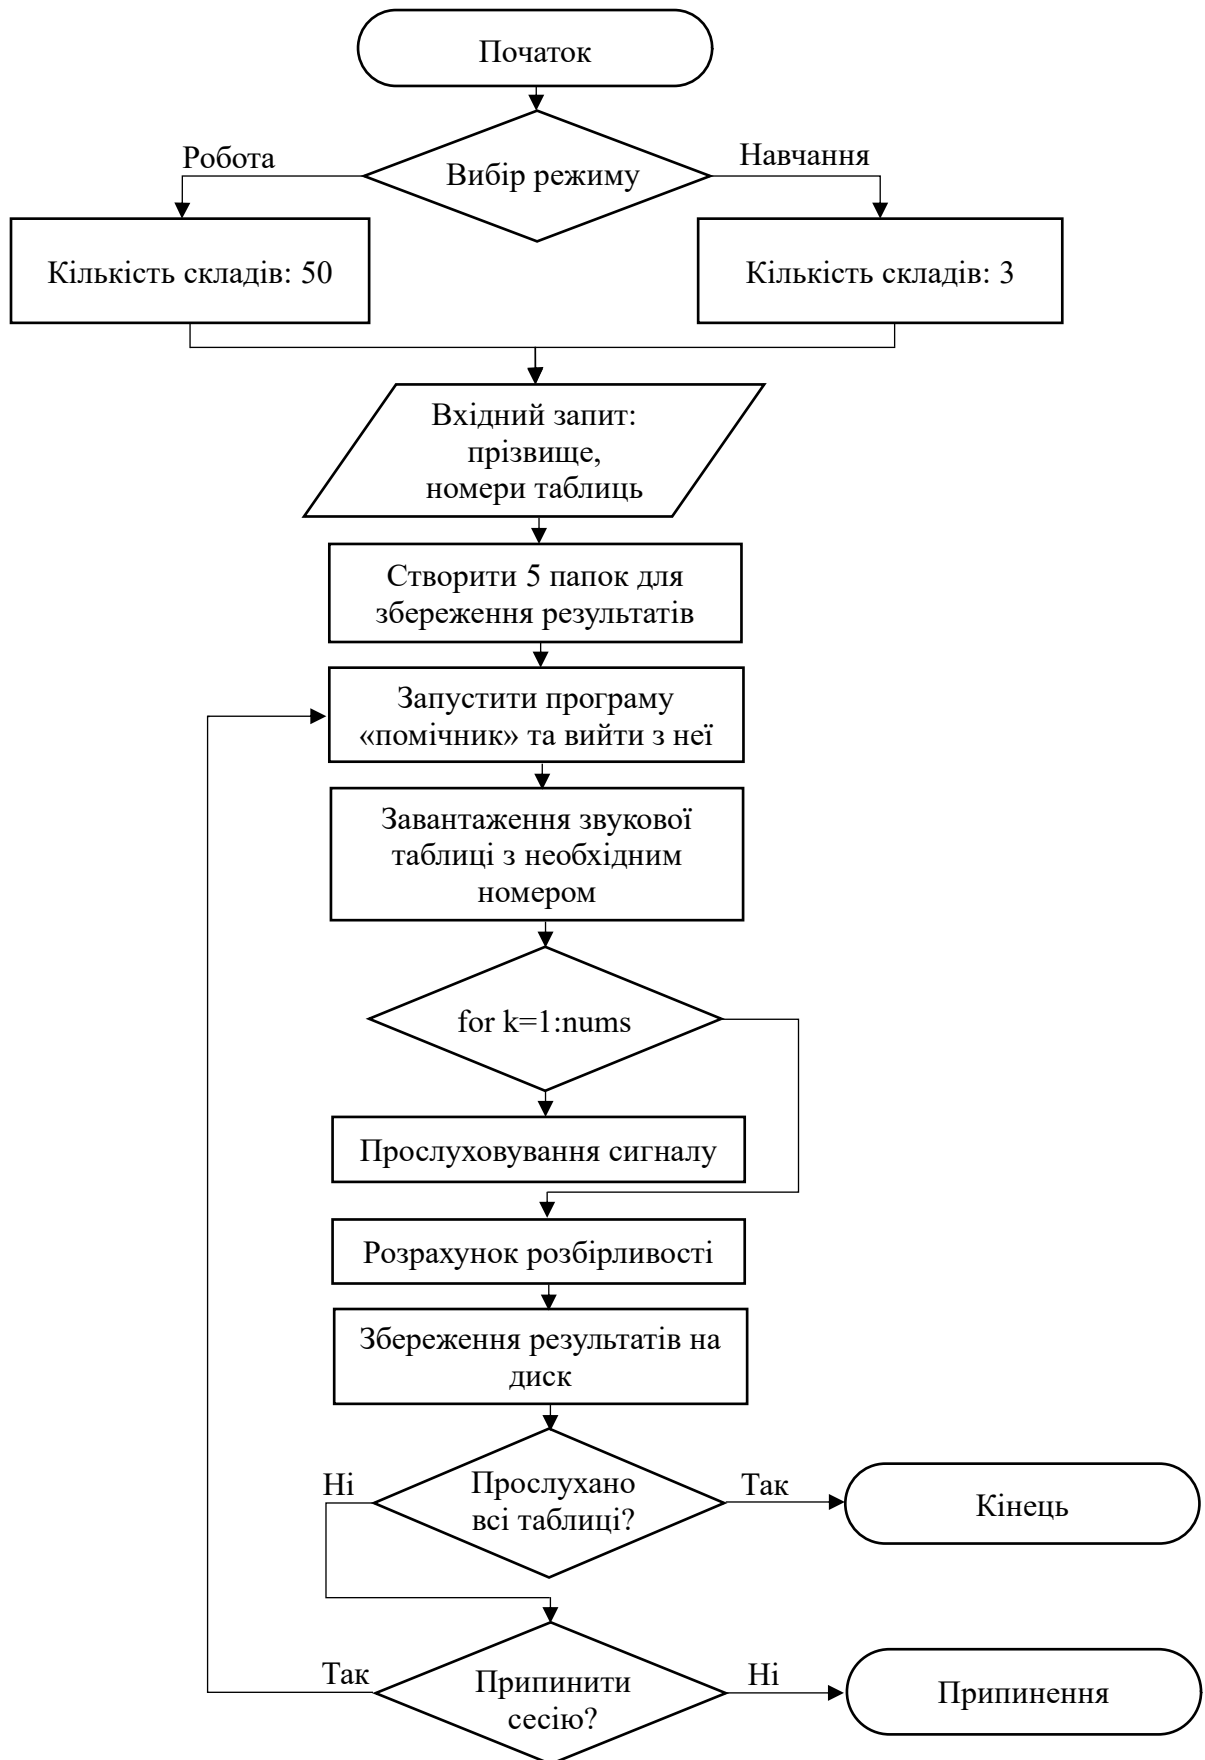 Початок
Вибір режиму
Робота
Навчання
Кількість складів: 50
Кількість складів: 3
Вхідний запит:
прізвище,
номери таблиць
Створити 5 папок для
збереження результатів
Запустити програму
«помічник» та вийти з неї
Завантаження звукової
таблиці з необхідним
номером
for k=1:nums
Прослуховування сигналу
Розрахунок розбірливості
Збереження результатів на
диск
Прослухано
всі таблиці?
Ні
Так
Кінець
Припинити
сесію?
Так
Ні
Припинення